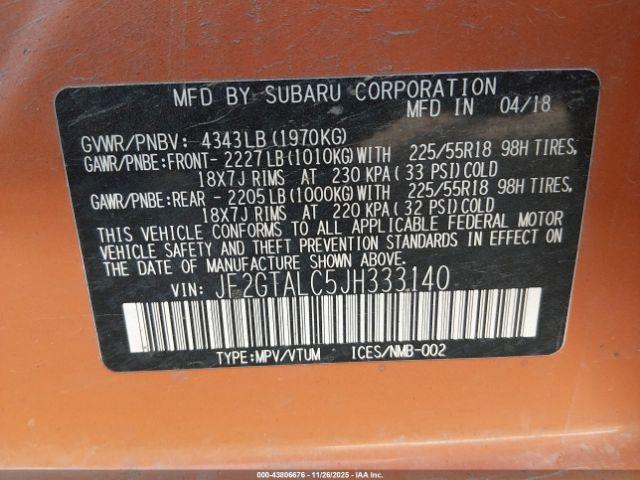 MFD BY SUBARU CORPORATION
MFD IN 04/18
GVWR/PNBV: 4343LB (1970KG)
GAWR/PNBE:FRONT- 2227LB(1010KG)WITH 225/55R18 98H TIRES,
18X7J RIMS AT 230 KPA ( 33 PSI)COLD
GAWR/PNBE:REAR - 2205LB(1000KG)WITH 225/55R18 98H TIRES,
18X7J RIMS AT 220 KPA ( 32 PSI)COLD
THIS VEHICLE CONFORMS TO ALL APPLICABLE FEDERAL MOTOR
VEHICLE SAFETY AND THEFT PREVENTION STANDARDS IN EFFECT ON
THE DATE OF MANUFACTURE SHOWN ABOVE.
VIN: JF2GTALC5JH333140
TYPE:MPV/VTUM ICES/NMB-002
000-43806676 | 11/26/2025 | IAAI.com